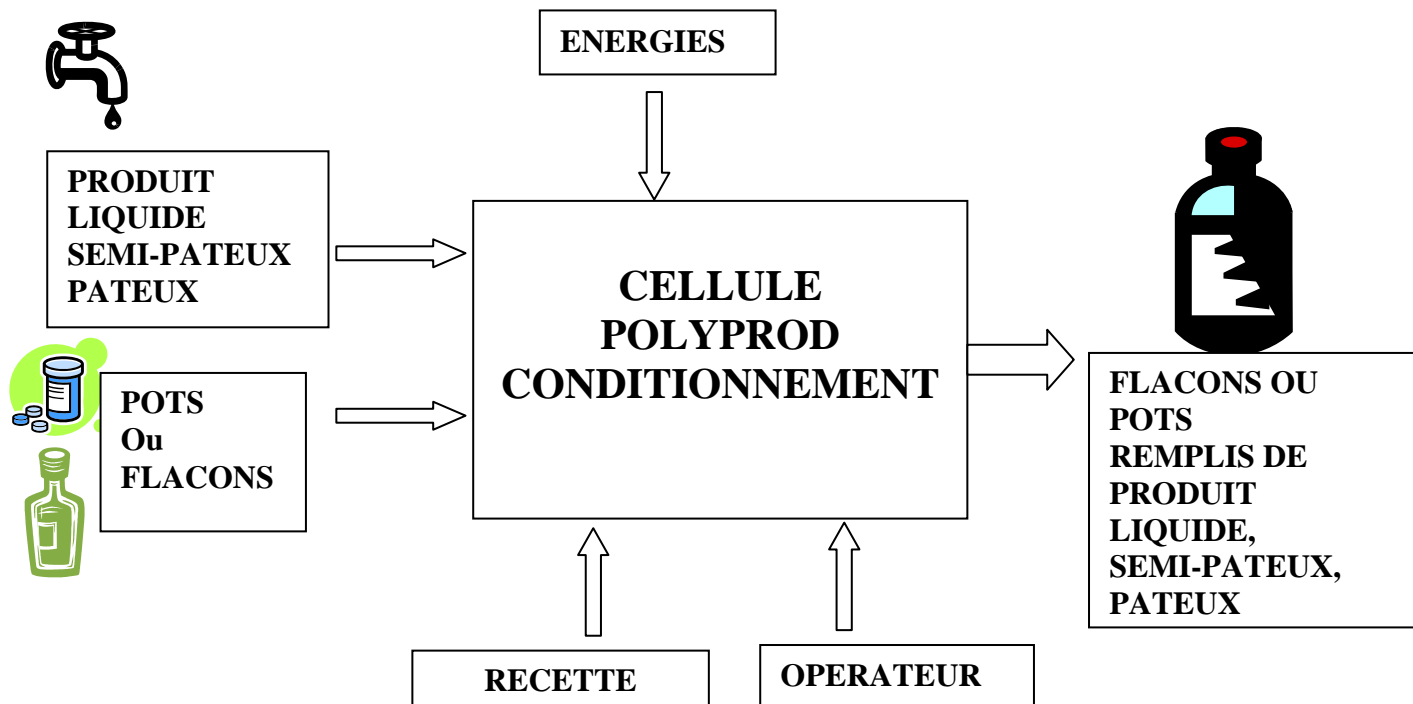 ENERGIES
PRODUIT
LIQUIDE
SEMI-PATEUX
PATEUX
POTS
Ou
FLACONS
CELLULE
POLYPROD
CONDITIONNEMENT
FLACONS OU
POTS
REMPLIS DE
PRODUIT
LIQUIDE,
SEMI-PATEUX,
PATEUX
RECETTE
OPERATEUR